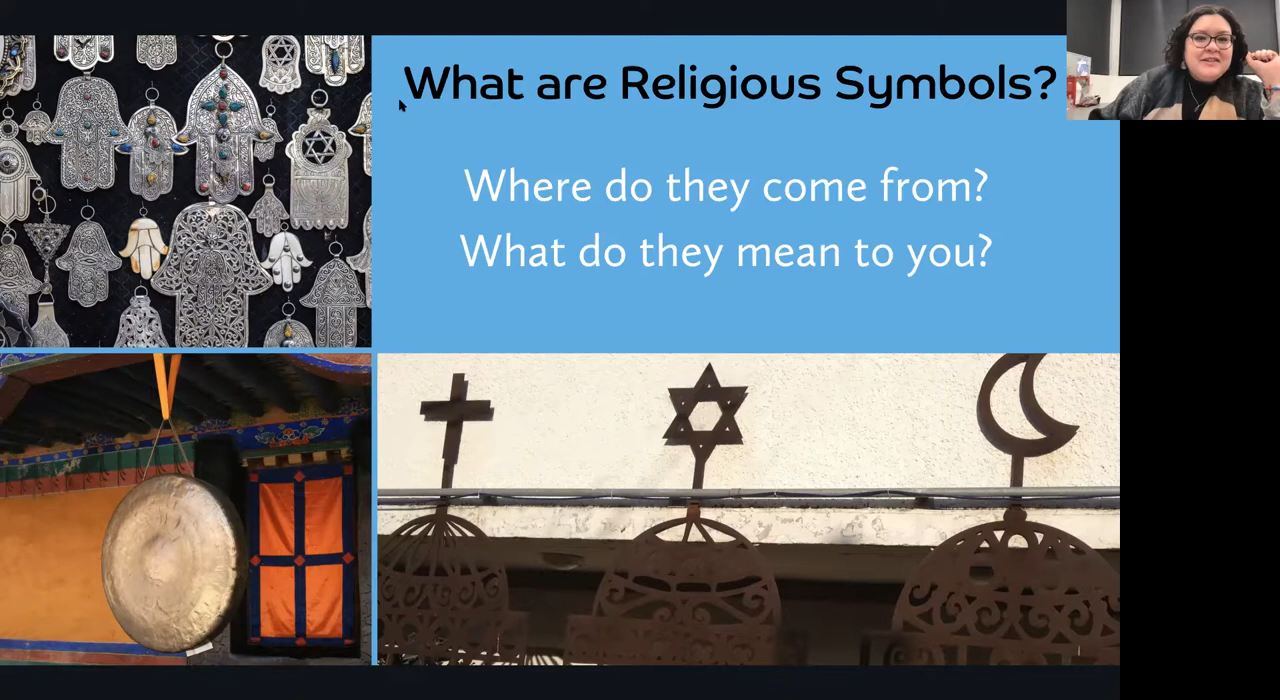 What are Religious Symbols?
Where do they come from?
What do they mean to you?